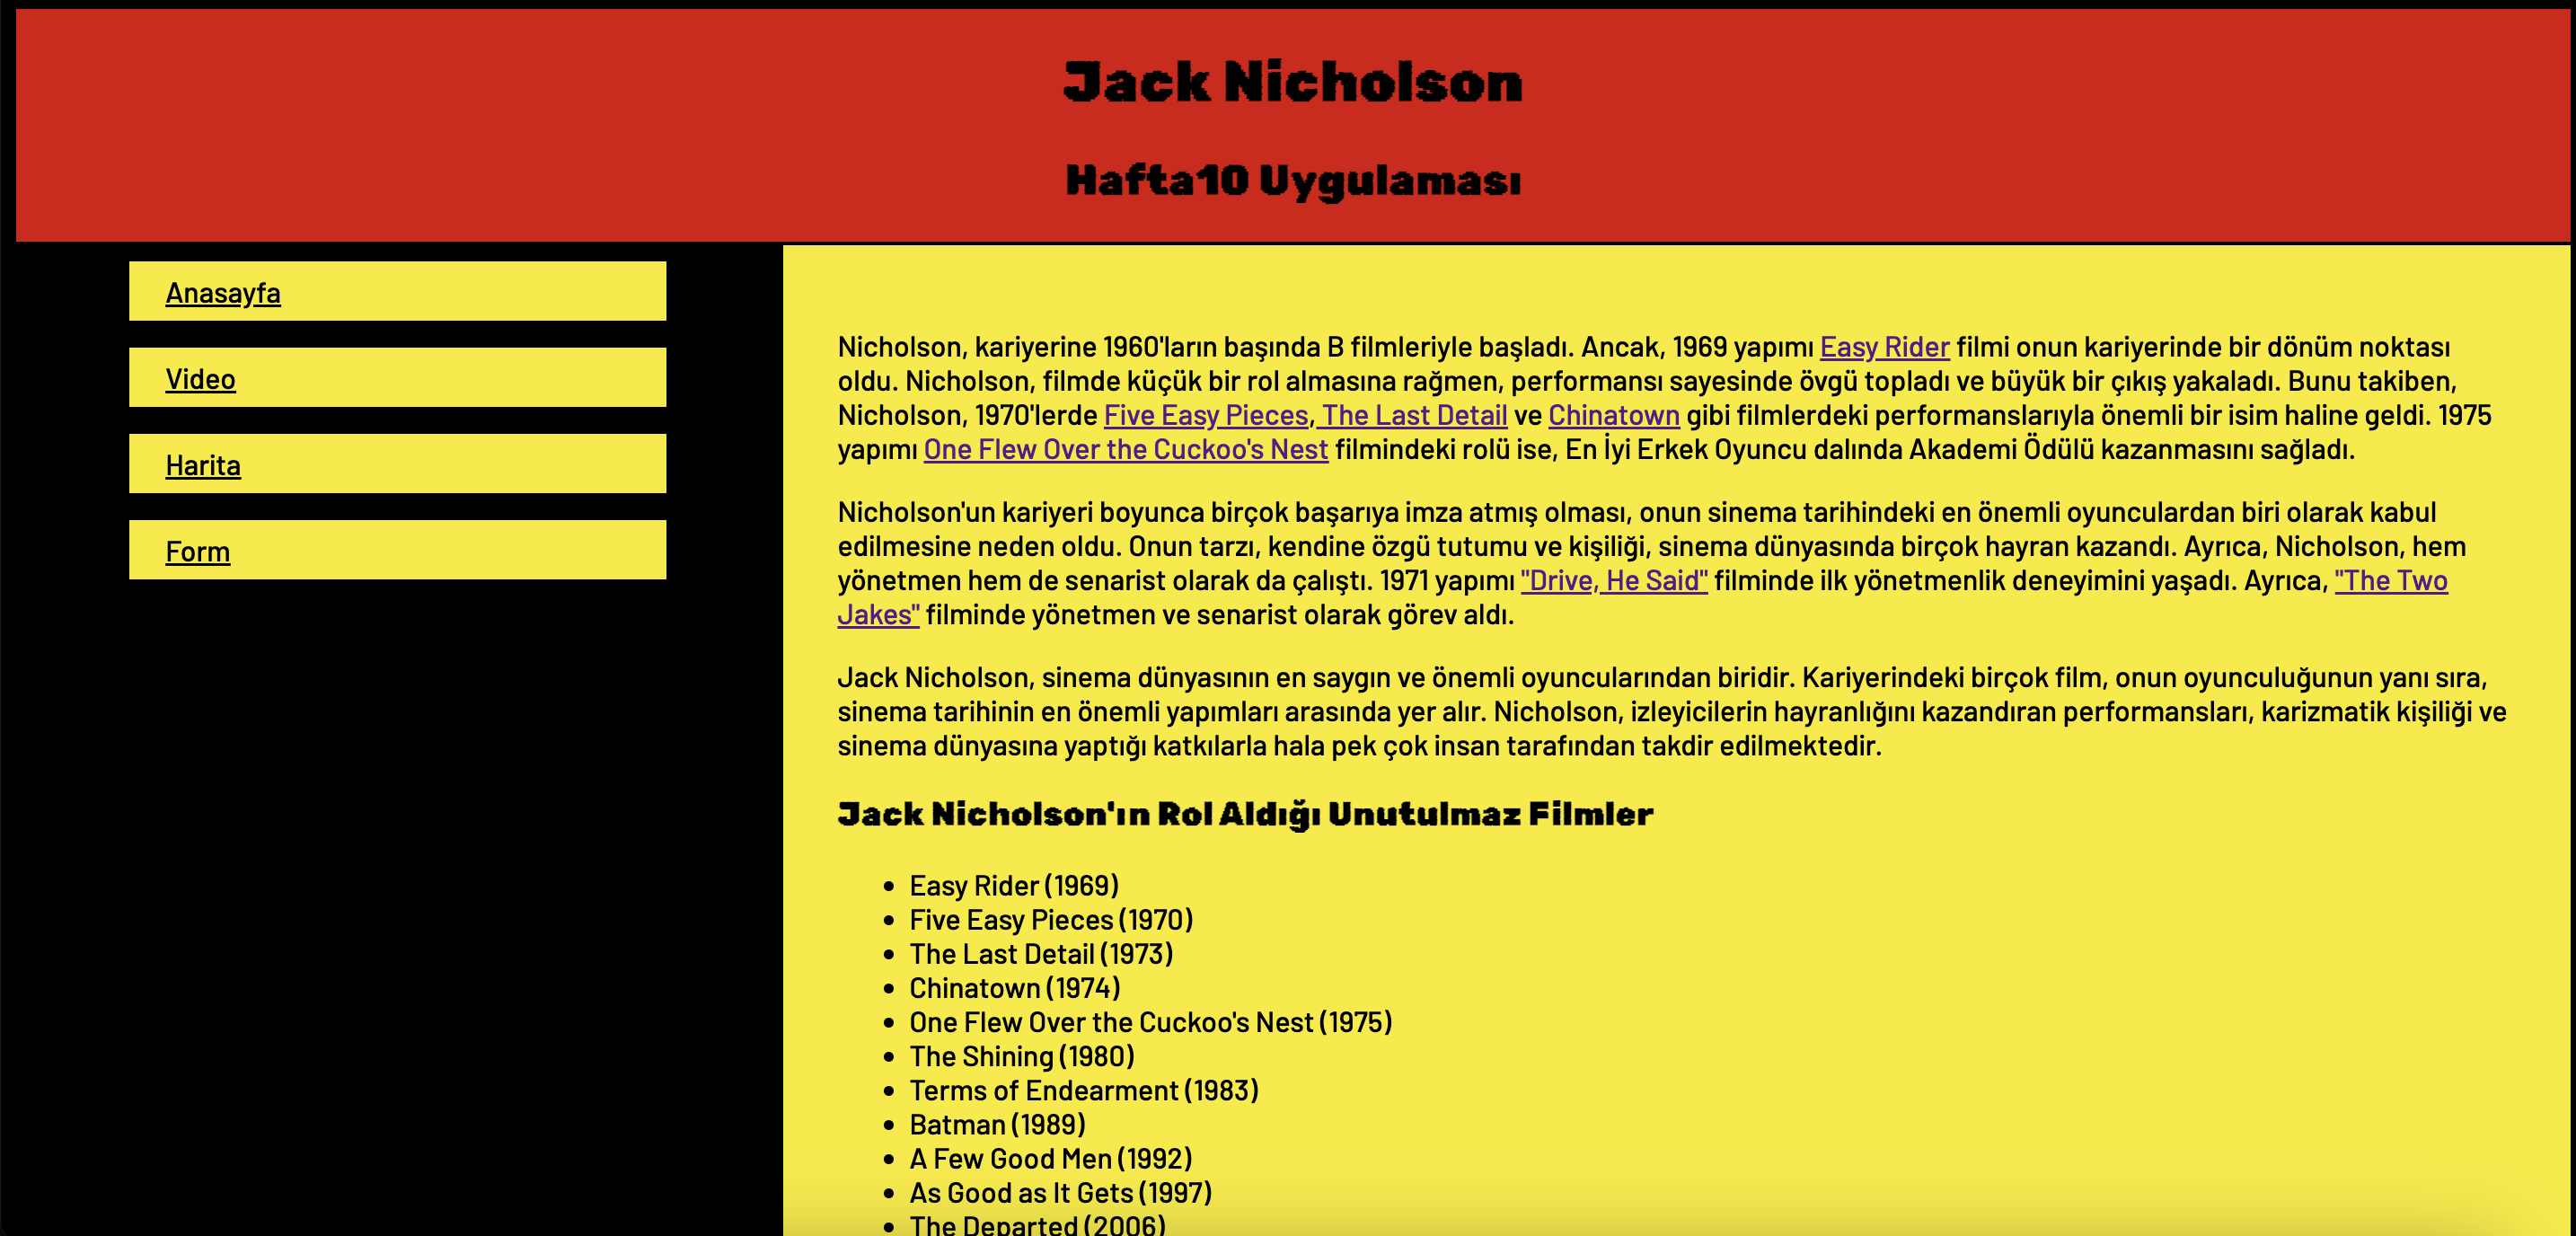 Jack Nicholson
Hafta10 Uygulaması
Anasayfa
Video
Harita
Form
Nicholson, kariyerine 1960'ların başında B filmleriyle başladı. Ancak, 1969 yapımı Easy Rider filmi onun kariyerinde bir dönüm noktası
oldu. Nicholson, filmde küçük bir rol almasına rağmen, performansı sayesinde övgü topladı ve büyük bir çıkış yakaladı. Bunu takiben,
Nicholson, 1970'lerde Five Easy Pieces, The Last Detail ve Chinatown gibi filmlerdeki performanslarıyla önemli bir isim haline geldi. 1975
yapımı One Flew Over the Cuckoo's Nest filmindeki rolü ise, En İyi Erkek Oyuncu dalında Akademi Ödülü kazanmasını sağladı.
Nicholson'un kariyeri boyunca birçok başarıya imza atmış olması, onun sinema tarihindeki en önemli oyunculardan biri olarak kabul
edilmesine neden oldu. Onun tarzı, kendine özgü tutumu ve kişiliği, sinema dünyasında birçok hayran kazandı. Ayrıca, Nicholson, hem
yönetmen hem de senarist olarak da çalıştı. 1971 yapımı "Drive, He Said" filminde ilk yönetmenlik deneyimini yaşadı. Ayrıca, "The Two
Jakes" filminde yönetmen ve senarist olarak görev aldı.
Jack Nicholson, sinema dünyasının en saygın ve önemli oyuncularından biridir. Kariyerindeki birçok film, onun oyunculuğunun yanı sıra,
sinema tarihinin en önemli yapımları arasında yer alır. Nicholson, izleyicilerin hayranlığını kazandıran performansları, karizmatik kişiliği ve
sinema dünyasına yaptığı katkılarla hala pek çok insan tarafından takdir edilmektedir.
Jack Nicholson'ın Rol Aldığı Unutulmaz Filmler
• Easy Rider (1969)
• Five Easy Pieces (1970)
• The Last Detail (1973)
• Chinatown (1974)
• One Flew Over the Cuckoo's Nest (1975)
• The Shining (1980)
• Terms of Endearment (1983)
• Batman (1989)
• A Few Good Men (1992)
• As Good as It Gets (1997)
• The Departed (2006)